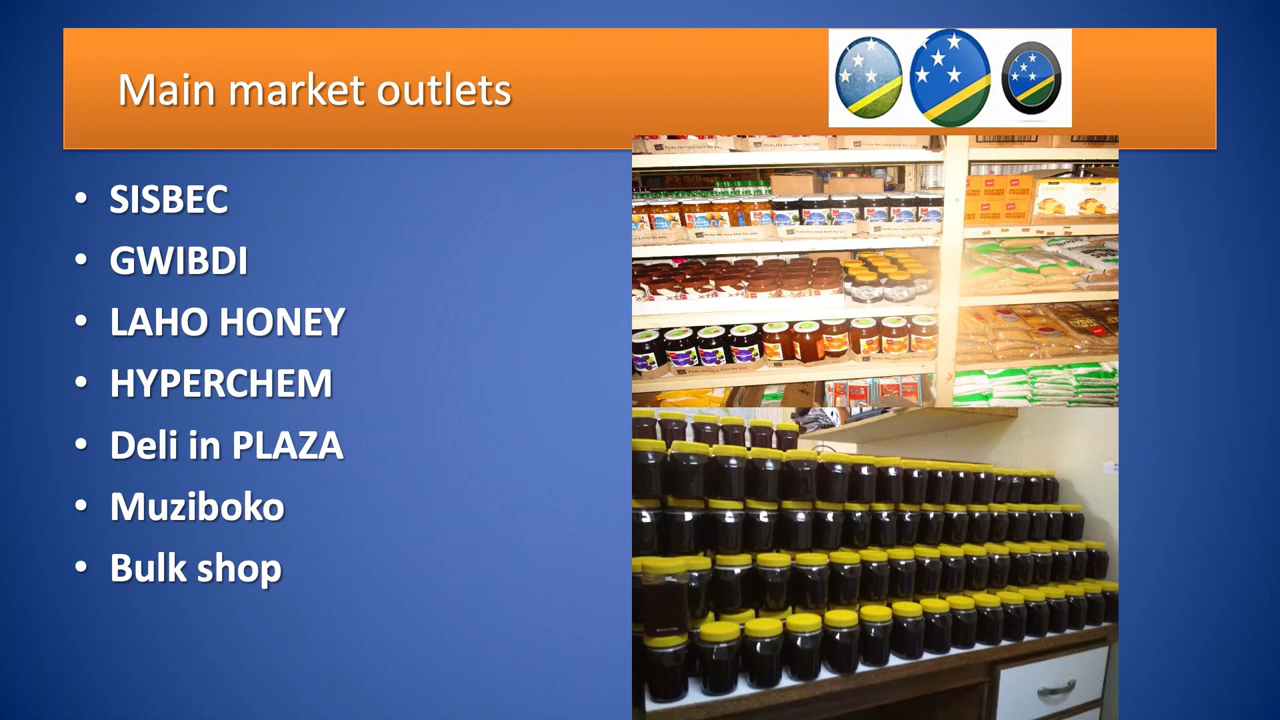 Main market outlets
• SISBEC
• GWIBDI
• LAHO HONEY
• HYPERCHEM
• Deli in PLAZA
• Muziboko
• Bulk shop